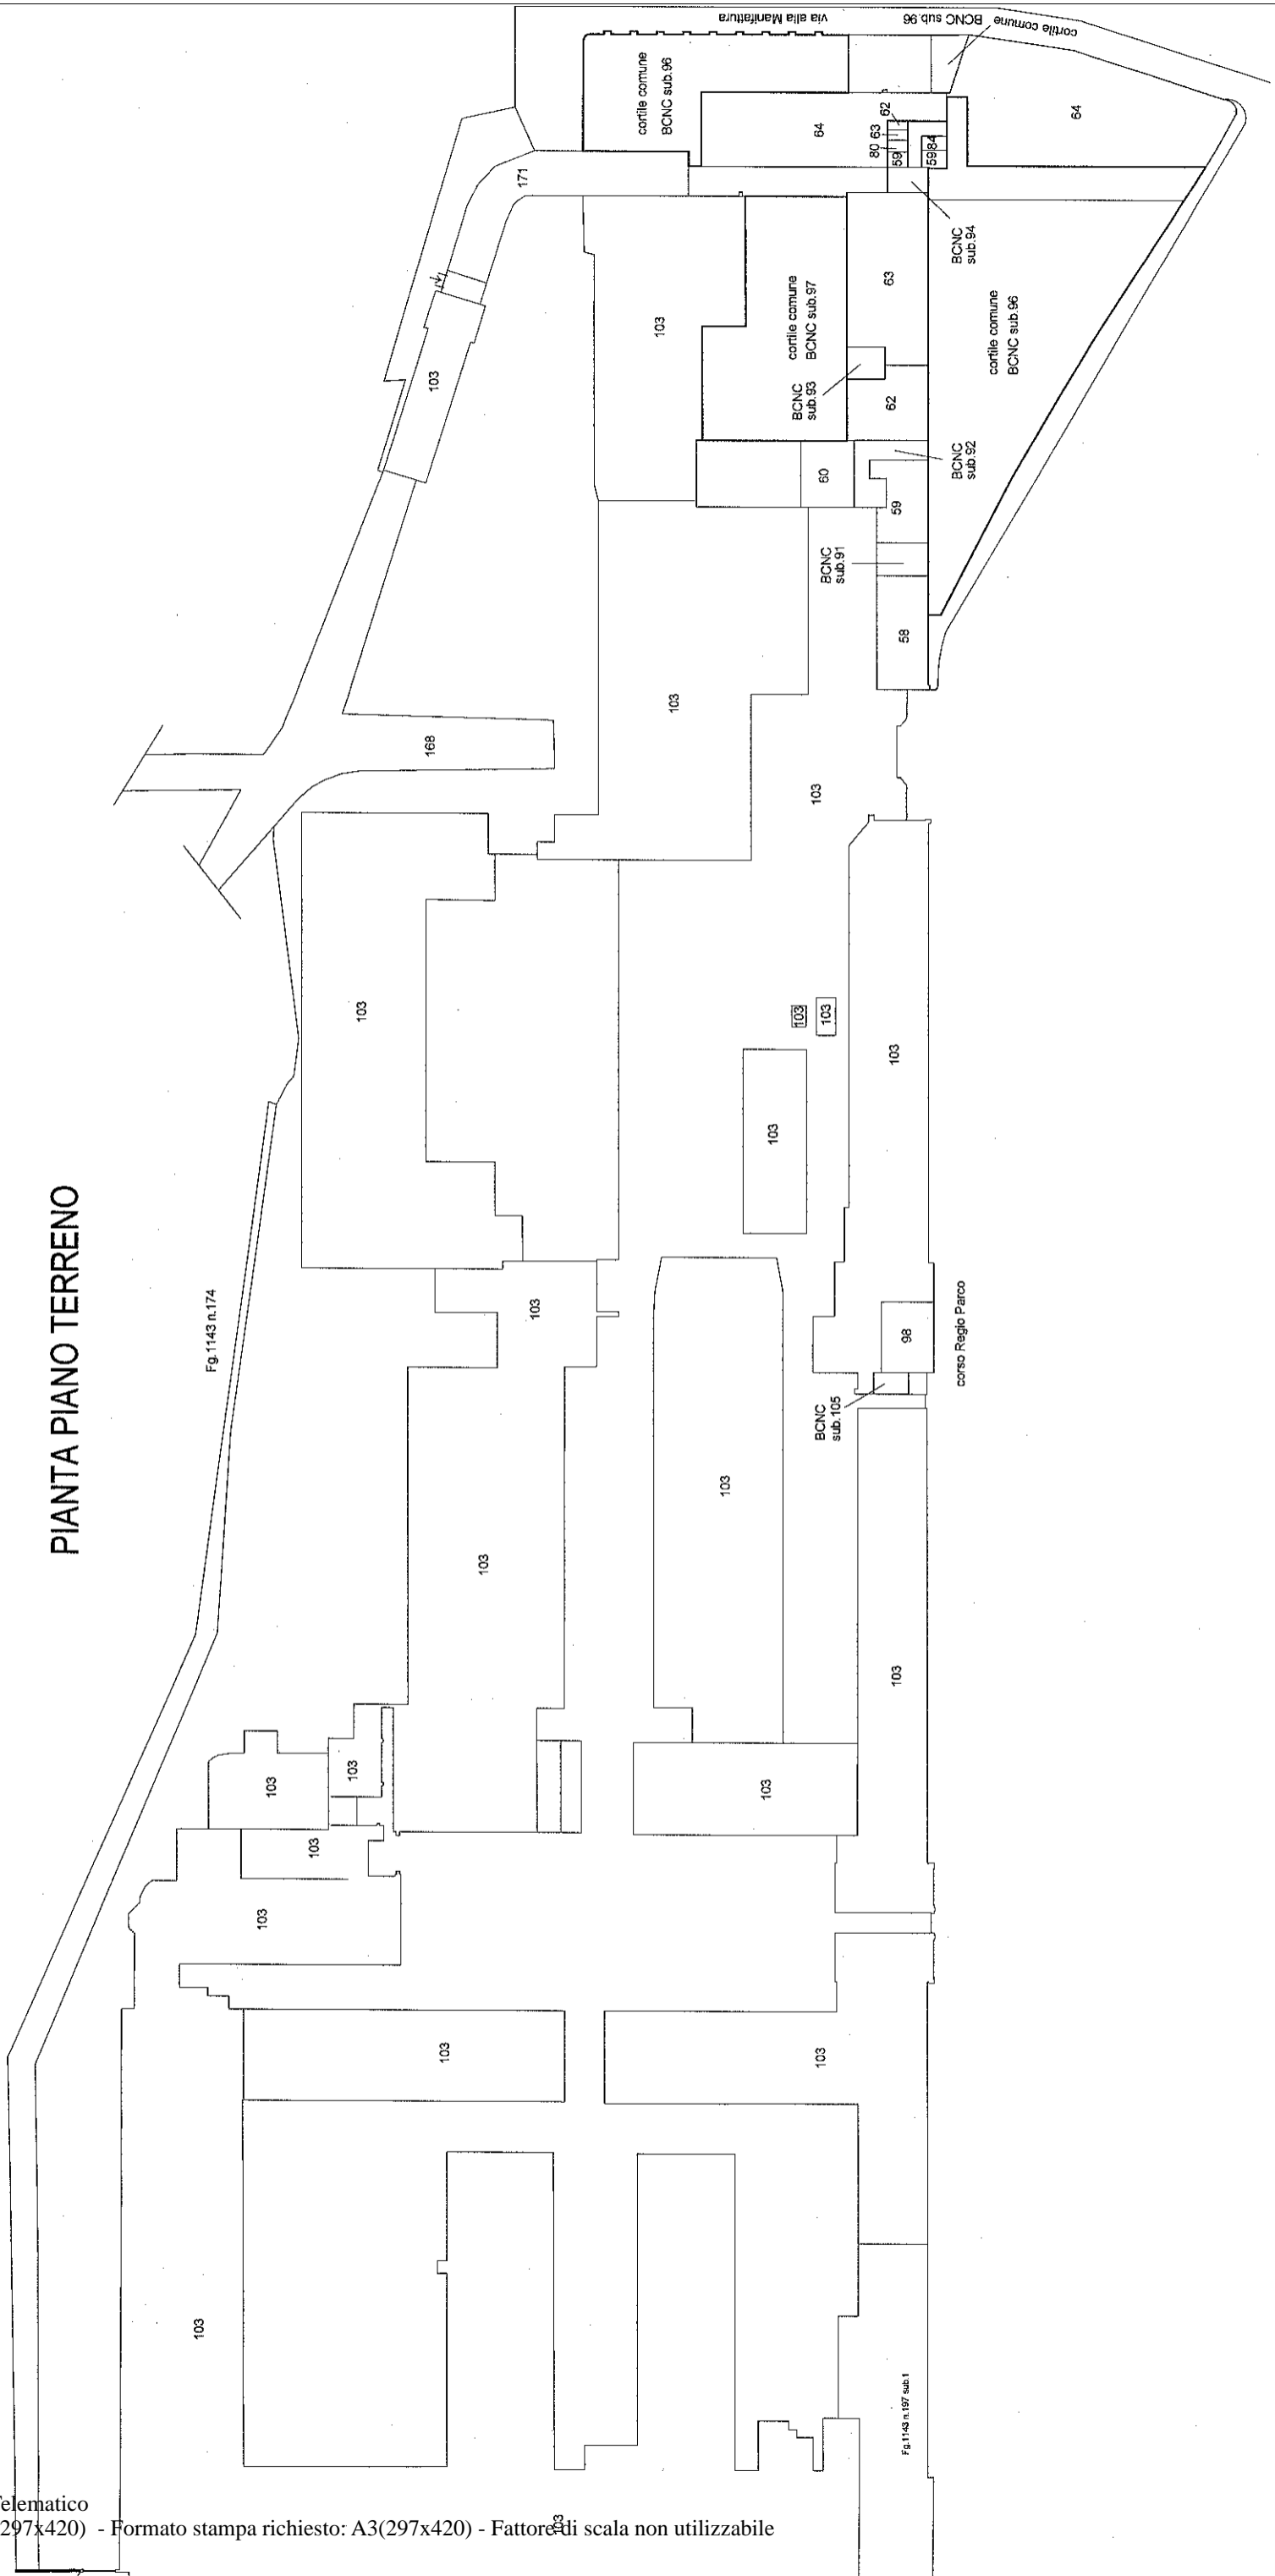 PIANTA PIANO TERRENO
via alla Manifattura
BCNC sub.96
cortile comune
cortile comune
BCNC sub.96
64
62
63
80
59
59
84
64
171
BCNC
sub.94
103
103
cortile comune
BCNC sub.97
63
cortile comune
BCNC sub.96
BCNC
sub.93
62
BCNC
sub.92
60
59
BCNC
sub.91
58
103
168
103
103
103
103
103
103
Fg.1143 n.174
103
98
corso Regio Parco
BCNC
sub.105
103
103
103
103
103
103
103
103
103
103
103
Fg.1143 n.197 sub.1
103
elematico
297x420) - Formato stampa richiesto: A3(297x420) - Fattore di scala non utilizzabile